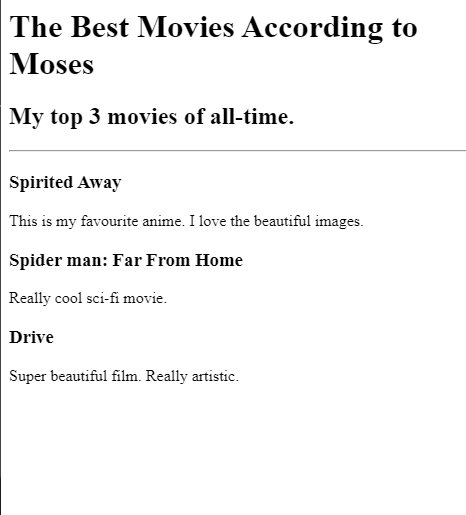 The Best Movies According to
Moses
My top 3 movies of all-time.
Spirited Away
This is my favourite anime. I love the beautiful images.
Spider man: Far From Home
Really cool sci-fi movie.
Drive
Super beautiful film. Really artistic.